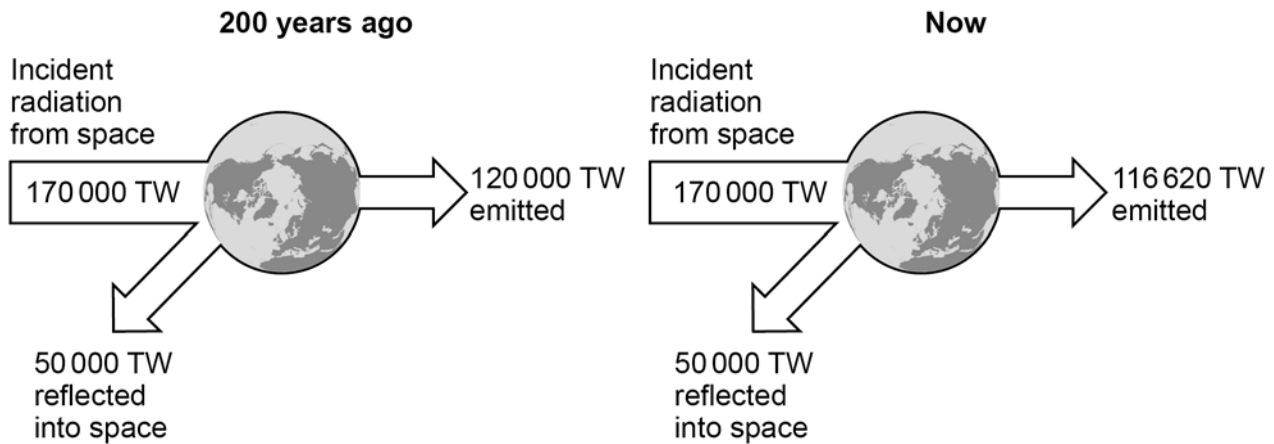 200 years ago
Incident
radiation
from space
170 000 TW
120 000 TW
emitted
50 000 TW
reflected
into space
Now
Incident
radiation
from space
170 000 TW
116 620 TW
emitted
50 000 TW
reflected
into space